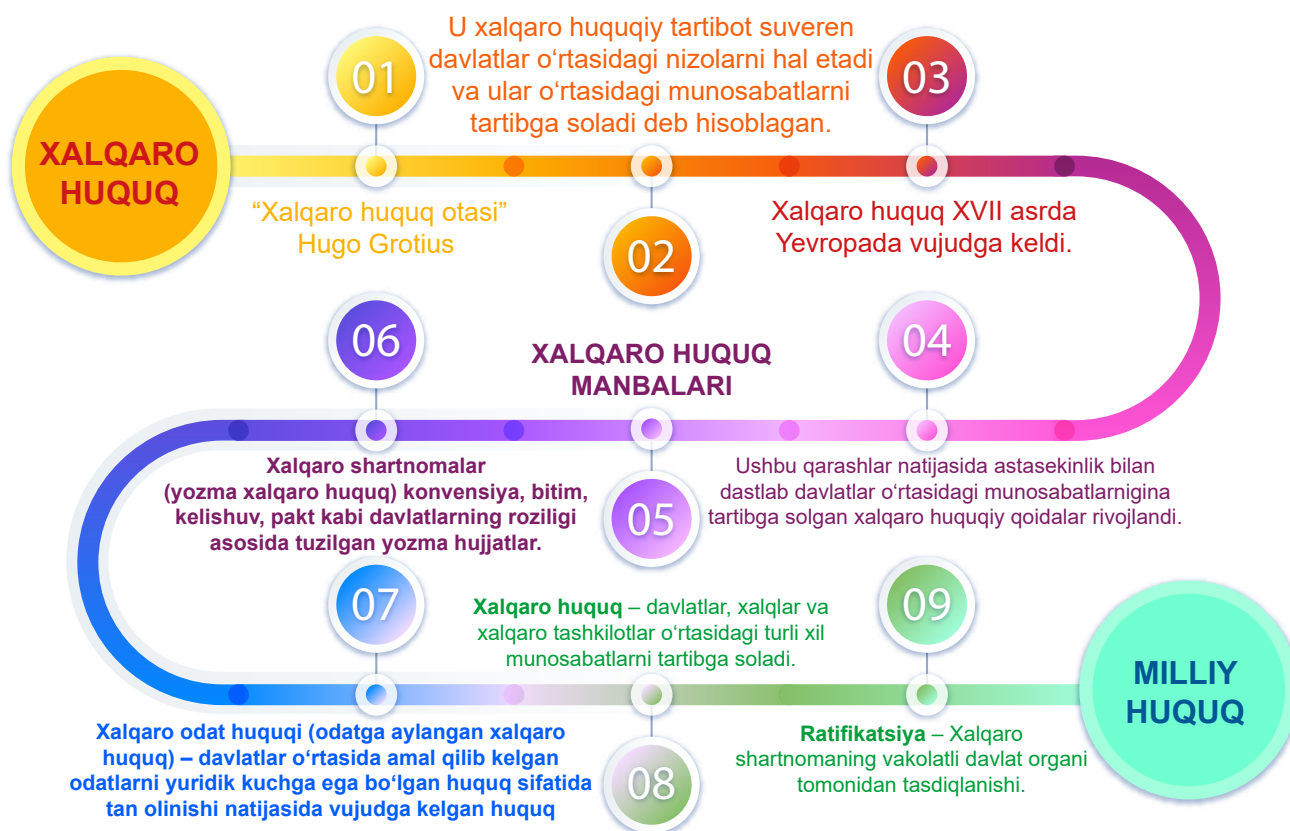 XALQARO
HUQUQ
01
“Xalqaro huquq otasi”
Hugo Grotius
U xalqaro huquqiy tartibot suveren
davlatlar o‘rtasidagi nizolarni hal etadi
va ular o‘rtasidagi munosabatlarni
tartibga soladi deb hisoblagan.
02
03
Xalqaro huquq XVII asrda
Yevropada vujudga keldi.
04
Ushbu qarashlar natijasida astasekinlik bilan
dastlab davlatlar o‘rtasidagi munosabatlarnigina
tartibga solgan xalqaro huquqiy qoidalar rivojlandi.
XALQARO HUQUQ
MANBALARI
05
06
Xalqaro shartnomalar
(yozma xalqaro huquq) konvensiya, bitim,
kelishuv, pakt kabi davlatlarning roziligi
asosida tuzilgan yozma hujjatlar.
07
Xalqaro odat huquqi (odatga aylangan xalqaro
huquq) – davlatlar o‘rtasida amal qilib kelgan
odatlarni yuridik kuchga ega bo‘lgan huquq sifatida
tan olinishi natijasida vujudga kelgan huquq
Xalqaro huquq – davlatlar, xalqlar va
xalqaro tashkilotlar o‘rtasidagi turli xil
munosabatlarni tartibga soladi.
08
09
Ratifikatsiya – Xalqaro
shartnomaning vakolatli davlat organi
tomonidan tasdiqlanishi.
MILLIY
HUQUQ